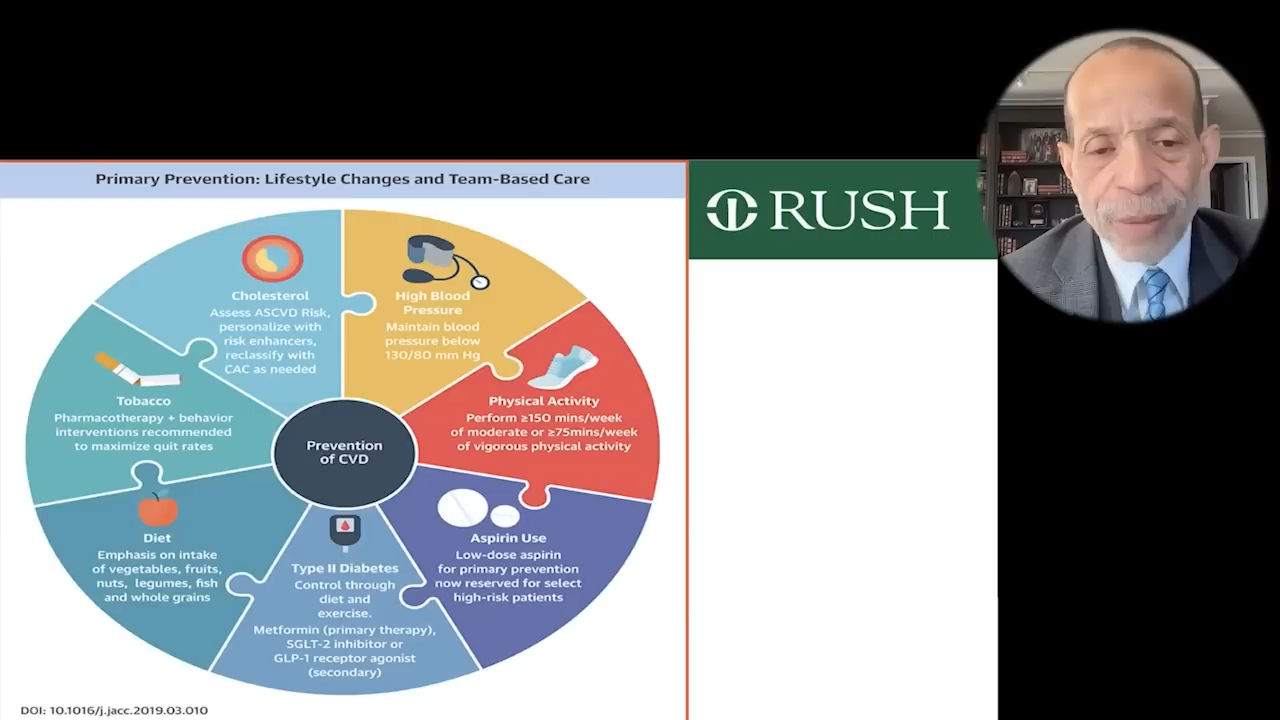 Primary Prevention: Lifestyle Changes and Team-Based Care
RUSH
Cholesterol
Assess ASCVD Risk,
personalize with
risk enhancers,
reclassify with
CAC as needed
High Blood
Pressure
Maintain blood
pressure below
130/80 mm Hg
Tobacco
Pharmacotherapy + behavior
interventions recommended
to maximize quit rates
Physical Activity
Perform ≥150 mins/week
of moderate or ≥75mins/week
of vigorous physical activity
Prevention
of CVD
Diet
Emphasis on intake
of vegetables, fruits,
nuts, legumes, fish
and whole grains
Type II Diabetes
Control through
diet and
exercise.
Metformin (primary therapy),
SGLT-2 inhibitor or
GLP-1 receptor agonist
(secondary)
Aspirin Use
Low-dose aspirin
for primary prevention
now reserved for select
high-risk patients
DOI: 10.1016/j.jacc.2019.03.010